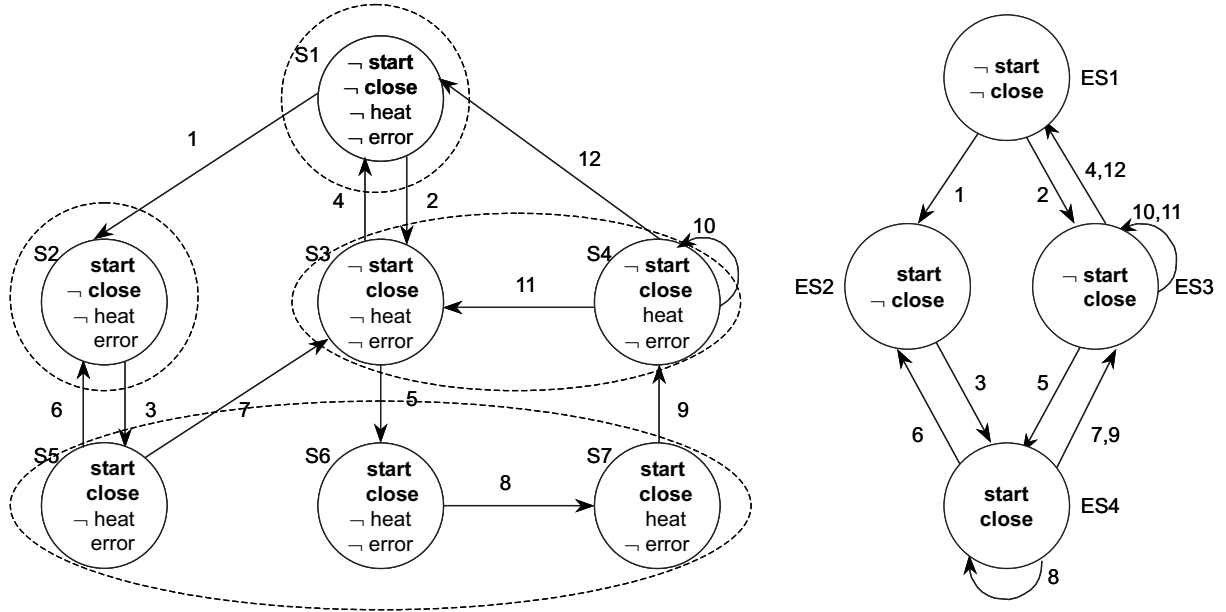 S1
¬ start
¬ close
¬ heat
¬ error
1
4
2
12
S2
start
¬ close
¬ heat
error
S3
¬ start
close
¬ heat
¬ error
11
S4
¬ start
close
heat
¬ error
10
6
3
7
5
9
S5
start
close
¬ heat
error
S6
start
close
¬ heat
¬ error
8
S7
start
close
heat
¬ error
¬ start
¬ close
ES1
1
2
4,12
ES2
start
¬ close
¬ start
close
ES3
10,11
3
5
6
7,9
start
close
ES4
8